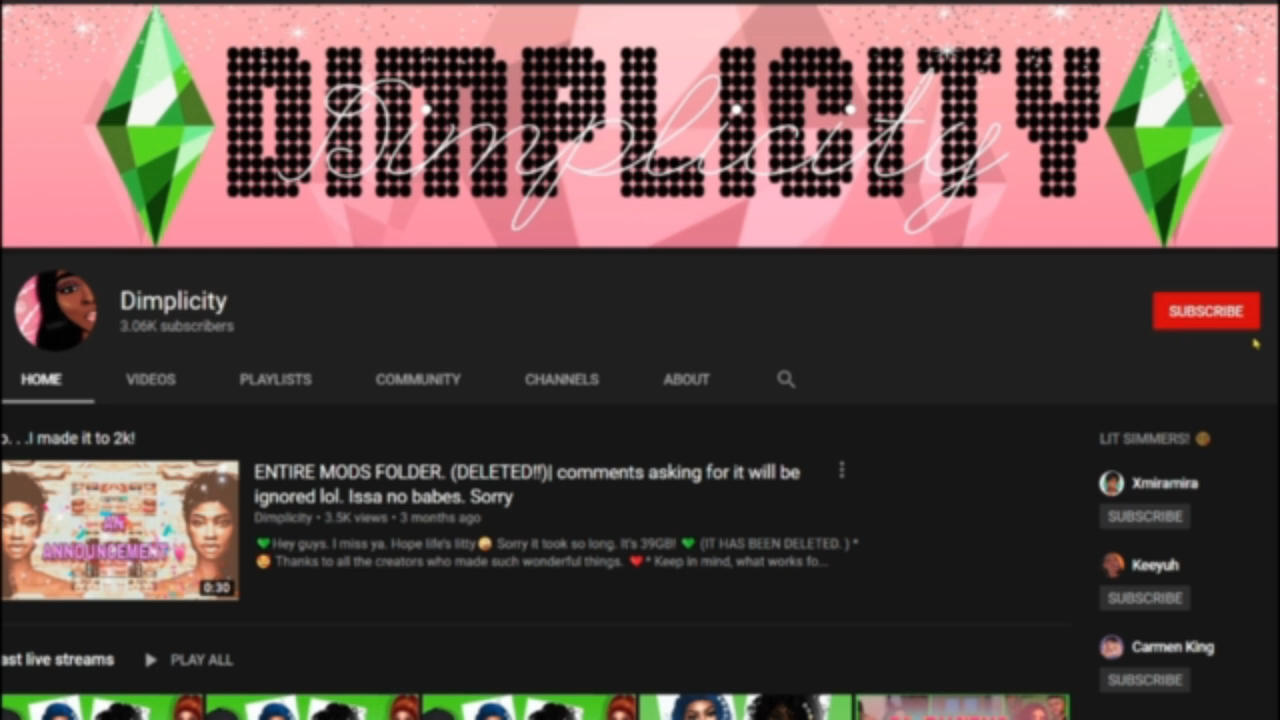 DIMPLICITY
Dimplicity
Dimplicity
3.06K subscribers
SUBSCRIBE
HOME VIDEOS PLAYLISTS COMMUNITY CHANNELS ABOUT
o. . .I made it to 2k!
LIT SIMMERS!
AN
ANNOUNCEMENT
0:30
ENTIRE MODS FOLDER. (DELETED!!)| comments asking for it will be
ignored lol. Issa no babes. Sorry
Dimplicity • 3.5K views • 3 months ago
Hey guys. I miss ya. Hope life's litty Sorry it took so long. It's 39GB! (IT HAS BEEN DELETED. ) *
Thanks to all the creators who made such wonderful things. * Keep in mind, what works fo...
Xmiramira
SUBSCRIBE
Keeyuh
SUBSCRIBE
Carmen King
SUBSCRIBE
ast live streams PLAY ALL